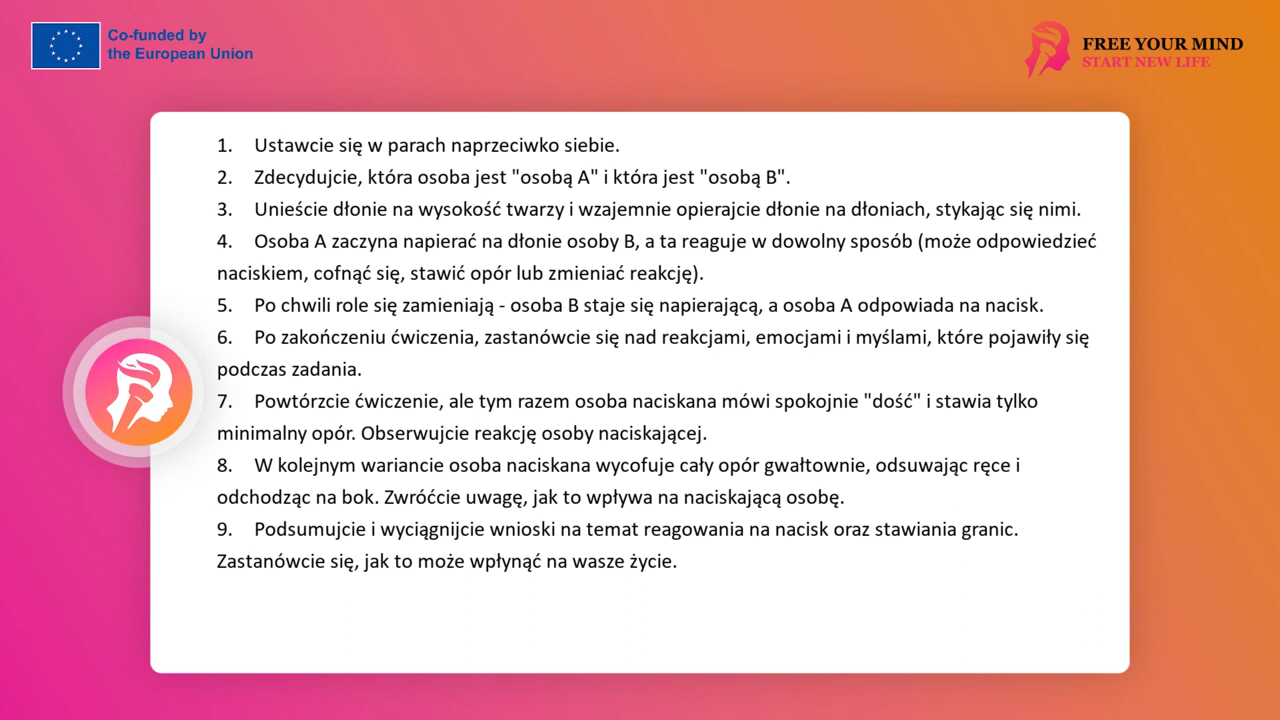 Co-funded by
the European Union
FREE YOUR MIND
START NEW LIFE
1. Ustawcie się w parach naprzeciwko siebie.
2. Zdecydujcie, która osoba jest "osobą A" i która jest "osobą B".
3. Unieście dłonie na wysokość twarzy i wzajemnie opierajcie dłonie na dłoniach, stykając się nimi.
4. Osoba A zaczyna napierać na dłonie osoby B, a ta reaguje w dowolny sposób (może odpowiedzieć
naciskiem, cofnąć się, stawić opór lub zmieniać reakcję).
5. Po chwili role się zamieniają - osoba B staje się napierającą, a osoba A odpowiada na nacisk.
6. Po zakończeniu ćwiczenia, zastanówcie się nad reakcjami, emocjami i myślami, które pojawiły się
podczas zadania.
7. Powtórzcie ćwiczenie, ale tym razem osoba naciskana mówi spokojnie "dość" i stawia tylko
minimalny opór. Obserwujcie reakcję osoby naciskającej.
8. W kolejnym wariancie osoba naciskana wycofuje cały opór gwałtownie, odsuwając ręce i
odchodząc na bok. Zwróćcie uwagę, jak to wpływa na naciskającą osobę.
9. Podsumujcie i wyciągnijcie wnioski na temat reagowania na nacisk oraz stawiania granic.
Zastanówcie się, jak to może wpłynąć na wasze życie.